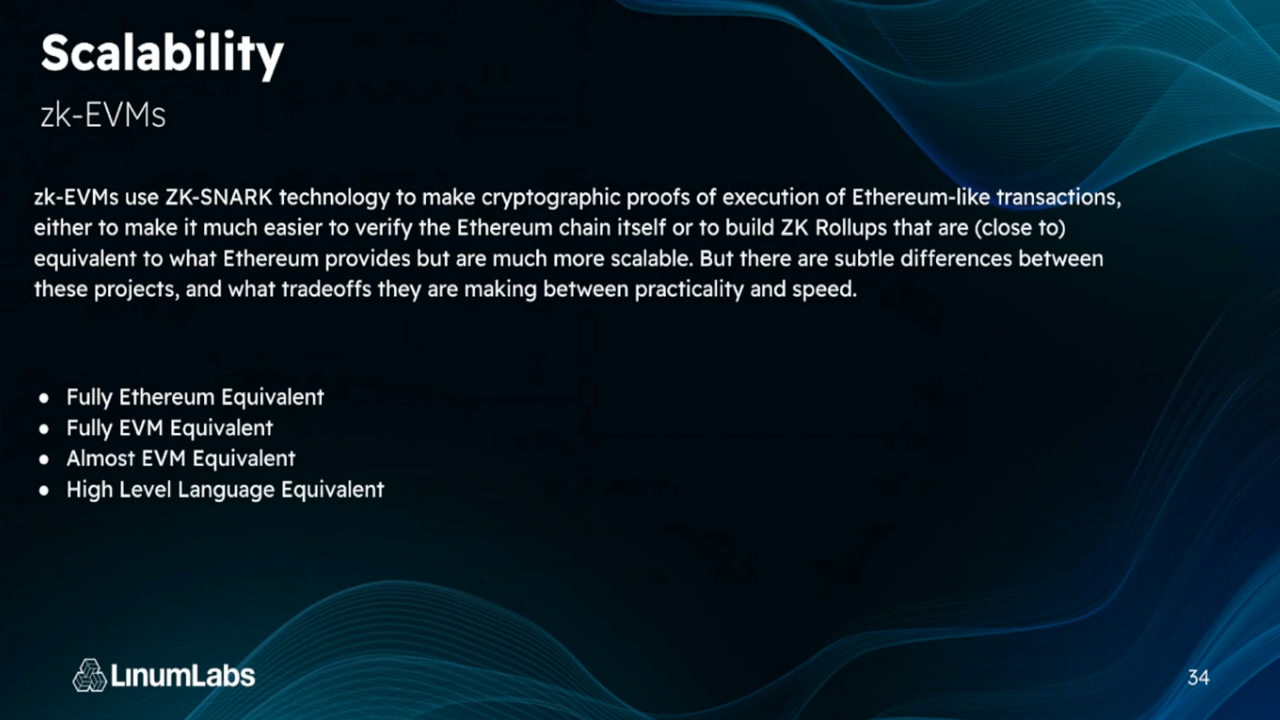 Scalability
zk-EVMs
zk-EVMs use ZK-SNARK technology to make cryptographic proofs of execution of Ethereum-like transactions,
either to make it much easier to verify the Ethereum chain itself or to build ZK Rollups that are (close to)
equivalent to what Ethereum provides but are much more scalable. But there are subtle differences between
these projects, and what tradeoffs they are making between practicality and speed.
● Fully Ethereum Equivalent
● Fully EVM Equivalent
● Almost EVM Equivalent
● High Level Language Equivalent
LınumLabs
34